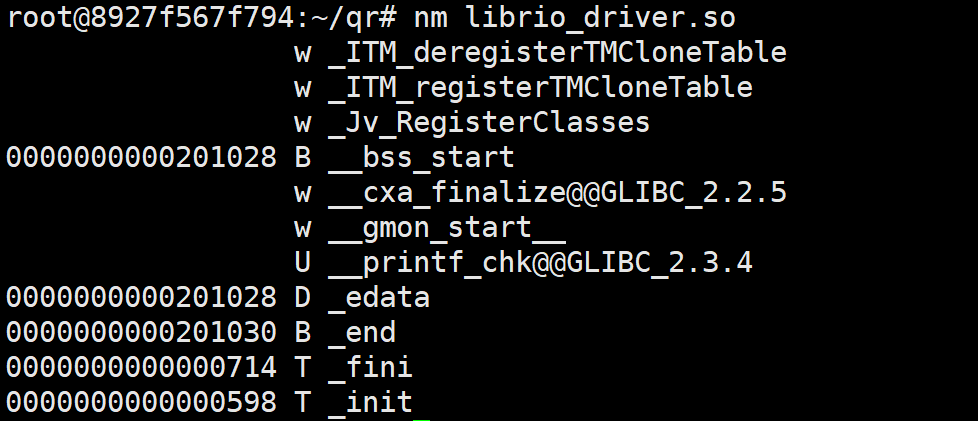 root@8927f567f794:~/qr# nm librio_driver.so
w _ITM_deregisterTMCloneTable
w _ITM_registerTMCloneTable
w _Jv_RegisterClasses
0000000000201028 B __bss_start
w __cxa_finalize@@GLIBC_2.2.5
w __gmon_start__
U __printf_chk@@GLIBC_2.3.4
0000000000201028 D _edata
0000000000201030 B _end
0000000000000714 T _fini
0000000000000598 T _init